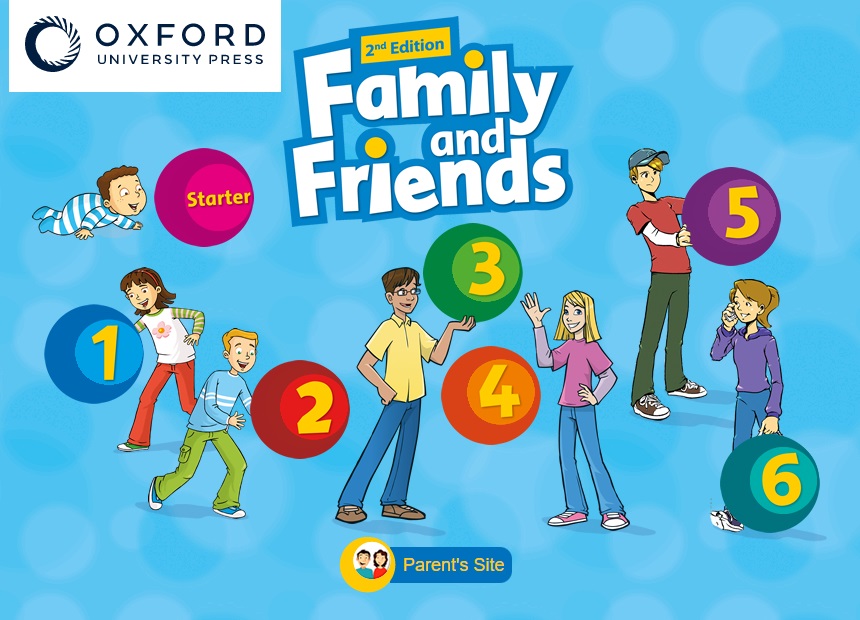 OXFORD
UNIVERSITY PRESS
2nd Edition
Family
and
Friends
Starter
5
3
1
4
2
6
Parent's Site